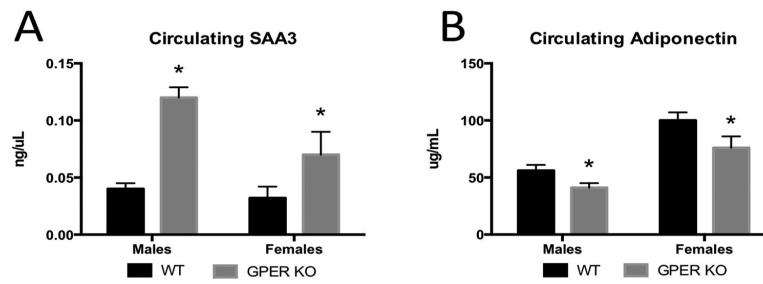 A
Circulating SAA3
0.15
0.10
0.05
0.00
ng/uL
*
*
Males
Females
WT
GPER KO
B
Circulating Adiponectin
150
100
50
0
ug/mL
*
*
Males
Females
WT
GPER KO